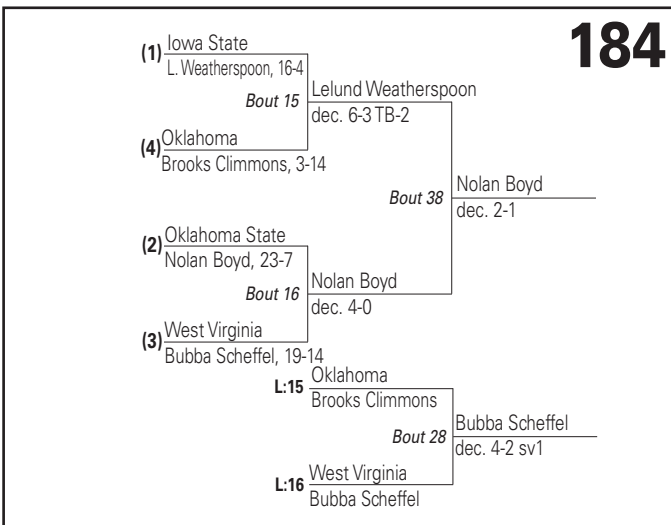 184
(1) Iowa State
L. Weatherspoon, 16-4
Bout 15
Lelund Weatherspoon
dec. 6-3 TB-2
(4) Oklahoma
Brooks Climmons, 3-14
Bout 38
Nolan Boyd
dec. 2-1
(2) Oklahoma State
Nolan Boyd, 23-7
Bout 16
Nolan Boyd
dec. 4-0
(3) West Virginia
Bubba Scheffel, 19-14
L:15 Oklahoma
Brooks Climmons
Bout 28
Bubba Scheffel
dec. 4-2 sv1
L:16 West Virginia
Bubba Scheffel